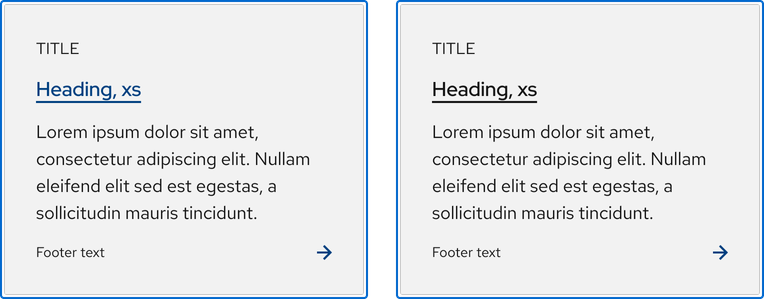 TITLE
Heading, xs
Lorem ipsum dolor sit amet,
consectetur adipiscing elit. Nullam
eleifend elit sed est egestas, a
sollicitudin mauris tincidunt.
Footer text
TITLE
Heading, xs
Lorem ipsum dolor sit amet,
consectetur adipiscing elit. Nullam
eleifend elit sed est egestas, a
sollicitudin mauris tincidunt.
Footer text